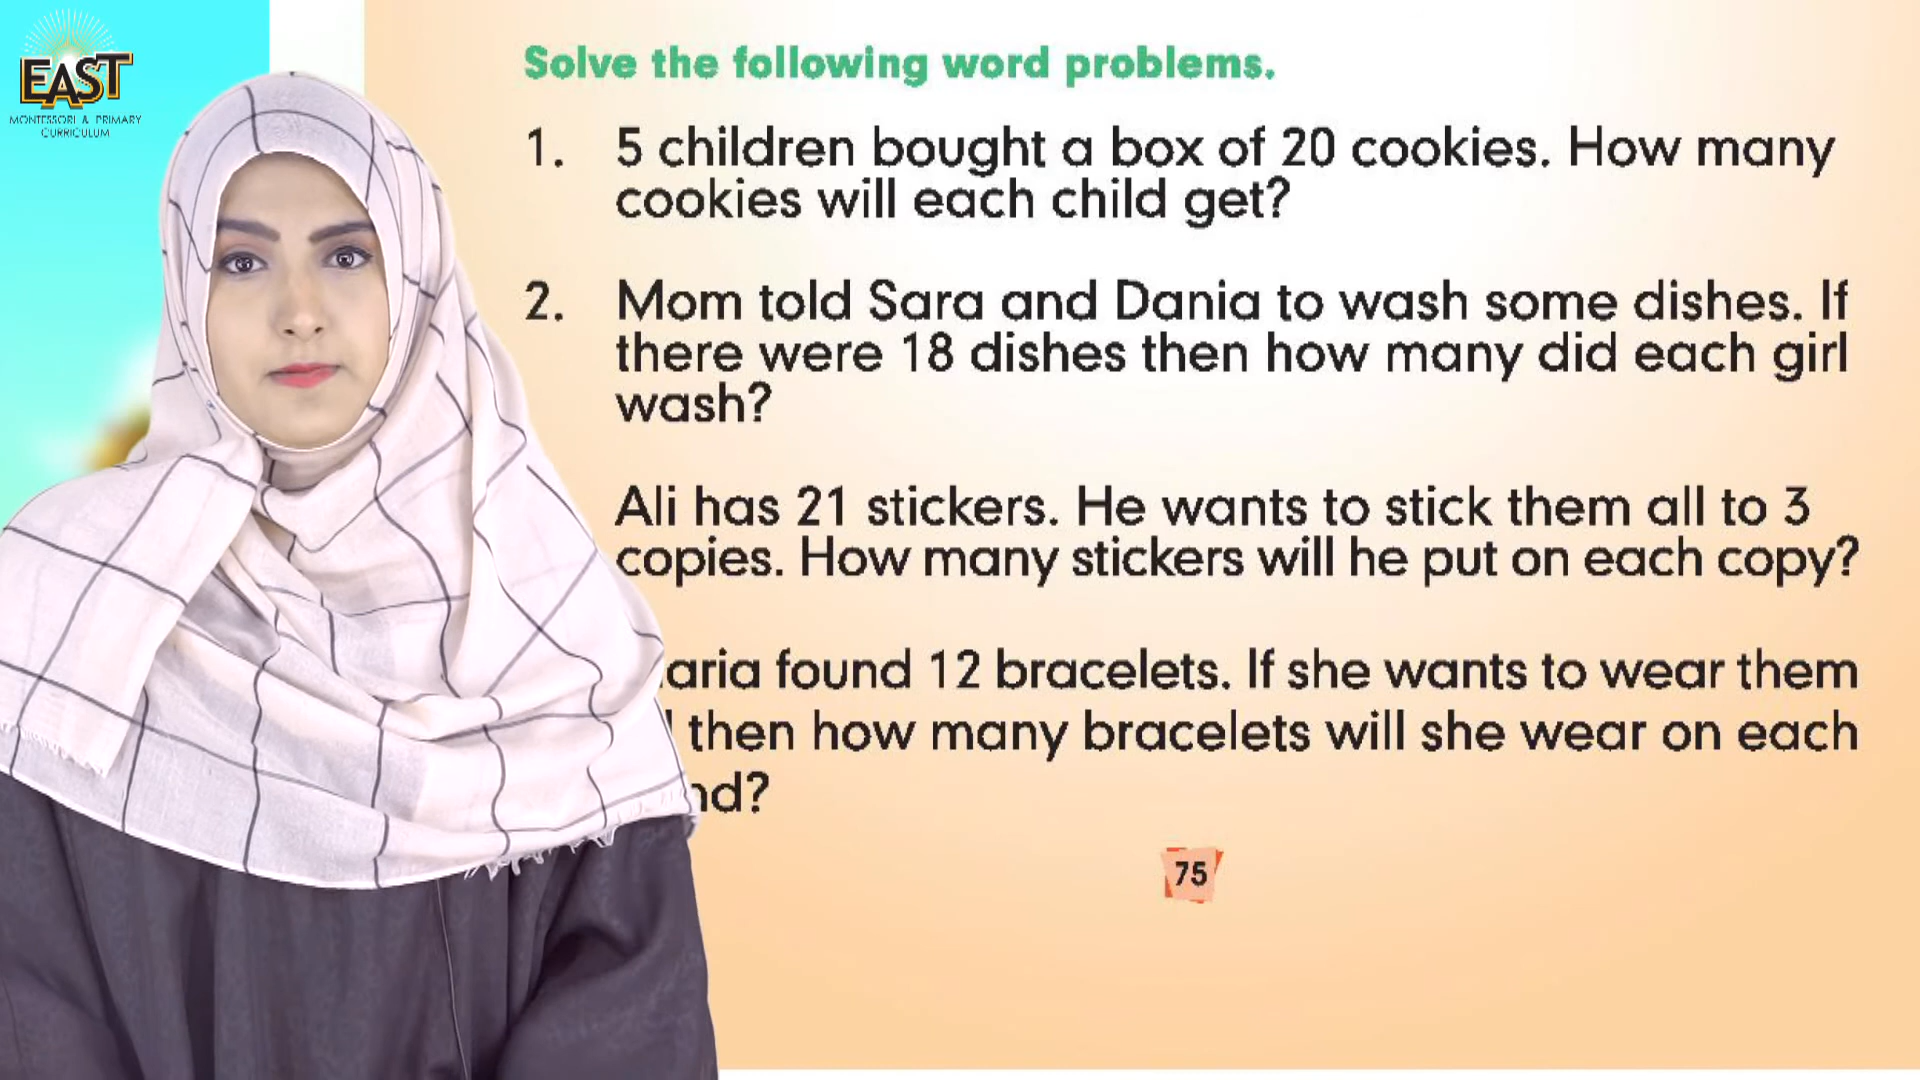 EAST
MONTESSORI & PRIMARY
CURRICULUM
Solve the following word problems.
1. 5 children bought a box of 20 cookies. How many
cookies will each child get?
2. Mom told Sara and Dania to wash some dishes. If
there were 18 dishes then how many did each girl
wash?
Ali has 21 stickers. He wants to stick them all to 3
copies. How many stickers will he put on each copy?
found 12 bracelets. If she wants to wear them
then how many bracelets will she wear on each
75